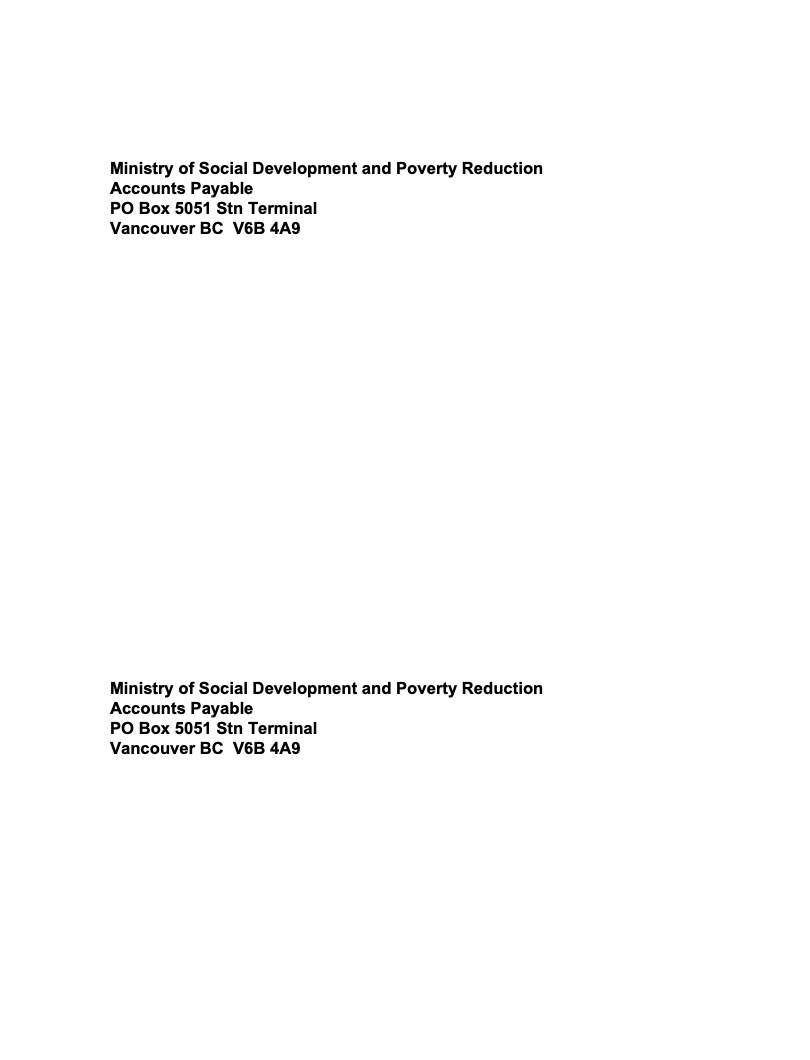 Ministry of Social Development and Poverty Reduction
Accounts Payable
PO Box 5051 Stn Terminal
Vancouver BC  V6B 4A9
Ministry of Social Development and Poverty Reduction
Accounts Payable
PO Box 5051 Stn Terminal
Vancouver BC  V6B 4A9